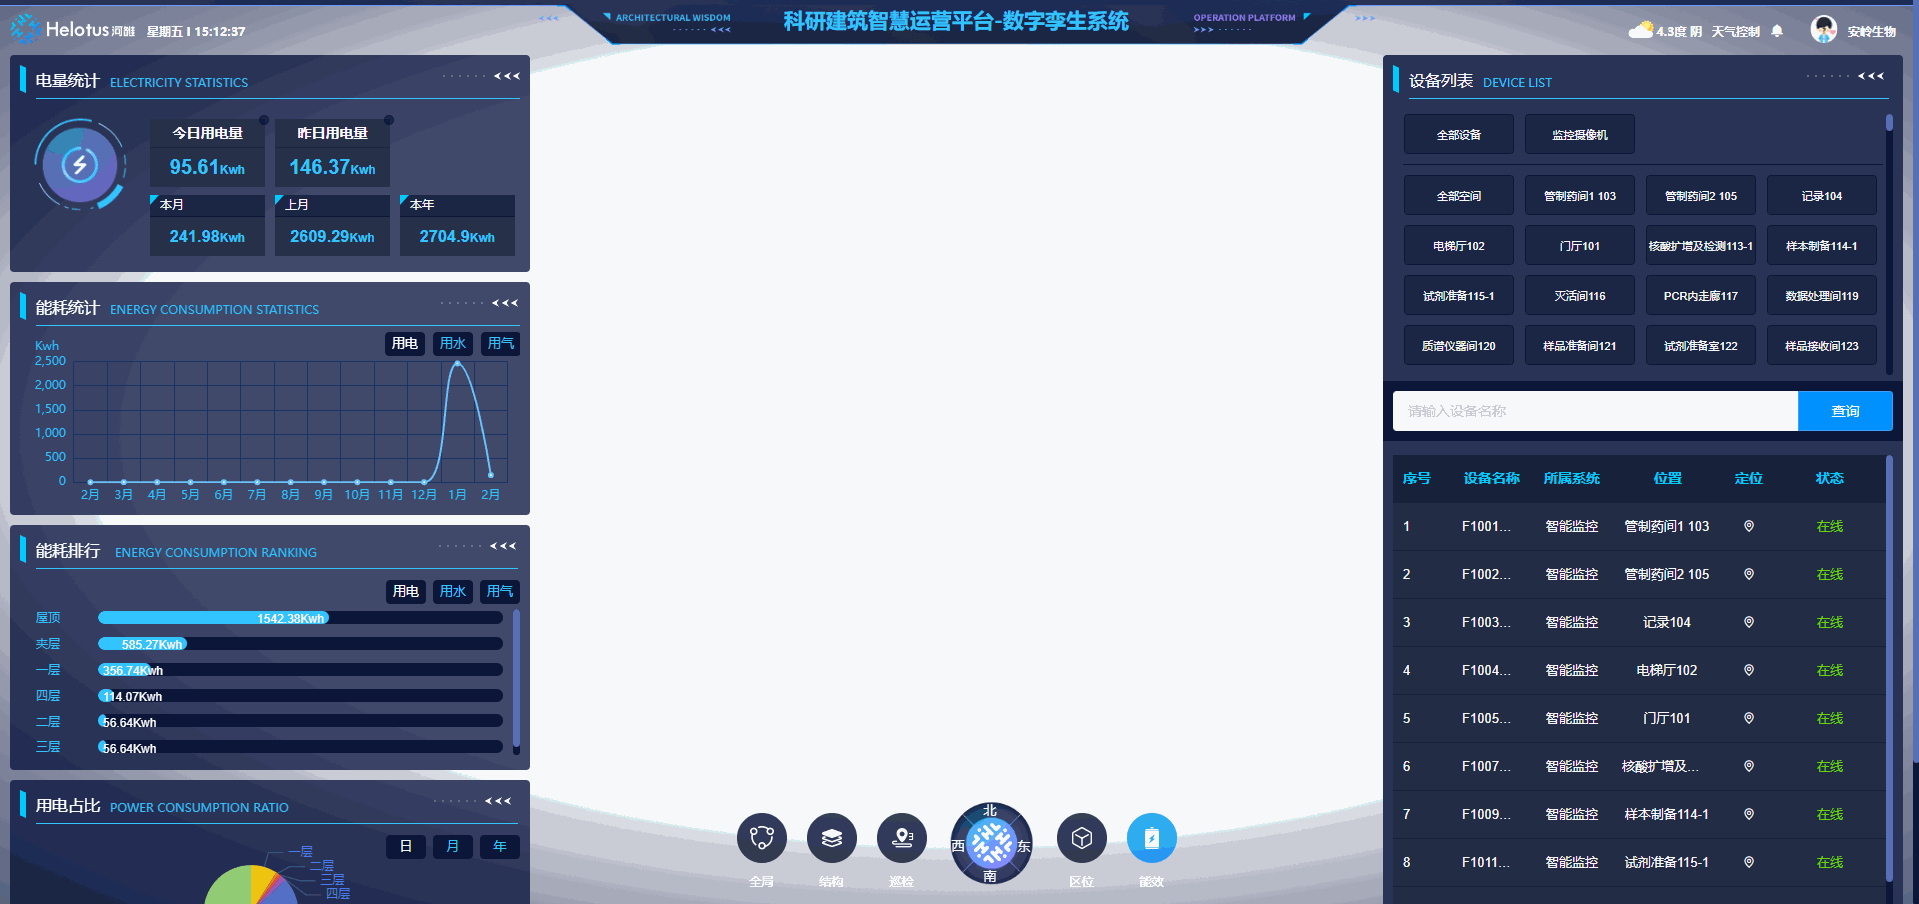 Helotus 河雒 星期五 I 15:12:37
ARCHITECTURAL WISDOM
科研建筑智慧运营平台-数字孪生系统
OPERATION PLATFORM
4.3度 阴 天气控制
安岭生物
电量统计 ELECTRICITY STATISTICS
今日用电量
95.61Kwh
昨日用电量
146.37Kwh
本月
241.98Kwh
上月
2609.29Kwh
本年
2704.9Kwh
能耗统计 ENERGY CONSUMPTION STATISTICS
用电 用水 用气
Kwh
2,500
2,000
1,500
1,000
500
0
2月 3月 4月 5月 6月 7月 8月 9月 10月 11月 12月 1月 2月
能耗排行 ENERGY CONSUMPTION RANKING
用电 用水 用气
屋顶 1542.38Kwh
夹层 585.27Kwh
一层 356.74Kwh
四层 114.07Kwh
二层 56.64Kwh
三层 56.64Kwh
用电占比 POWER CONSUMPTION RATIO
日 月 年
一层
二层
三层
四层
北
西 东
南
全局 结构 巡检 区位 能效
设备列表 DEVICE LIST
全部设备 监控摄像机
全部空间 管制药间1 103 管制药间2 105 记录104
电梯厅102 门厅101 核酸扩增及检测113-1 样本制备114-1
试剂准备115-1 灭活间116 PCR内走廊117 数据处理间119
质谱仪器间120 样品准备间121 试剂准备室122 样品接收间123
请输入设备名称 查询
序号 设备名称 所属系统 位置 定位 状态
1 F1001... 智能监控 管制药间1 103 在线
2 F1002... 智能监控 管制药间2 105 在线
3 F1003... 智能监控 记录104 在线
4 F1004... 智能监控 电梯厅102 在线
5 F1005... 智能监控 门厅101 在线
6 F1007... 智能监控 核酸扩增及... 在线
7 F1009... 智能监控 样本制备114-1 在线
8 F1011... 智能监控 试剂准备115-1 在线